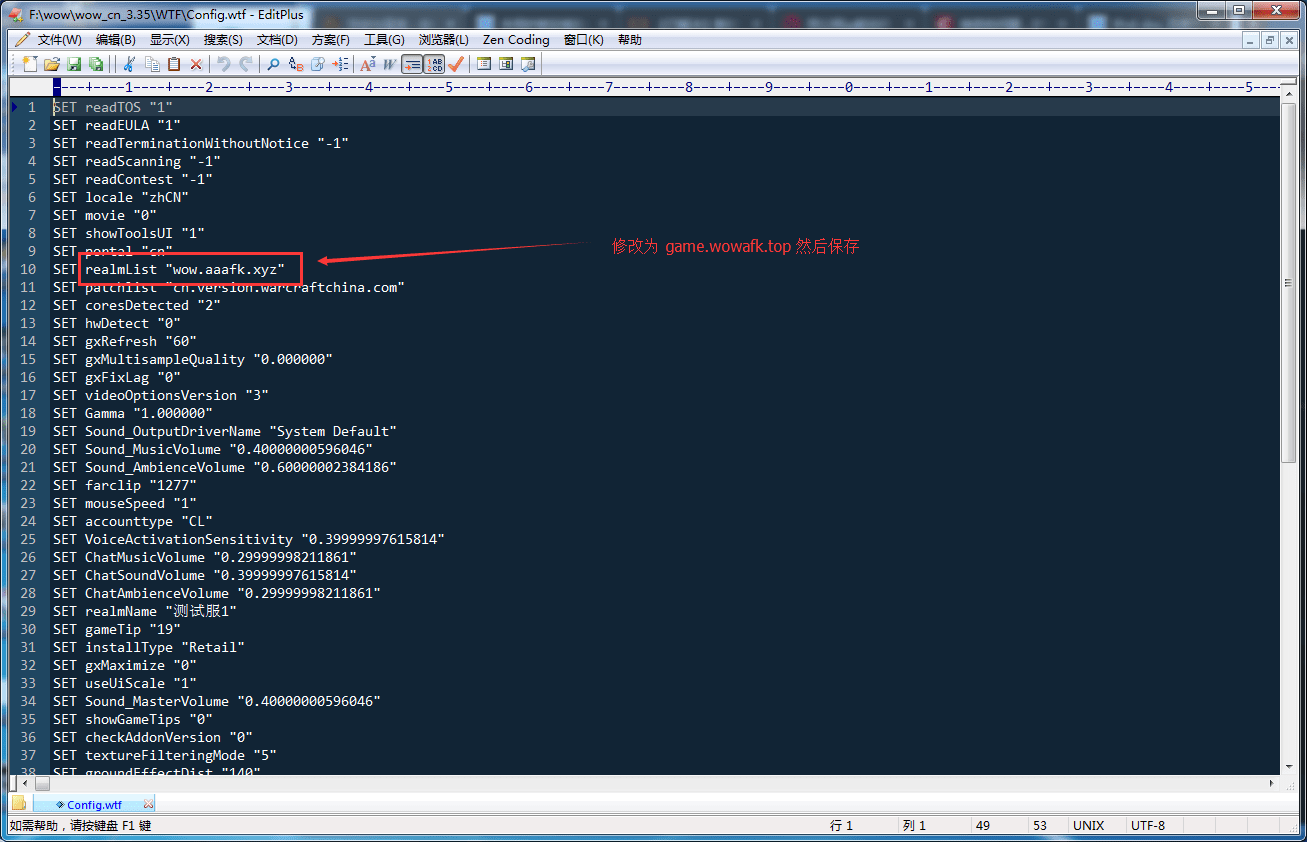 F:\wow\wow_cn_3.35\WTF\Config.wtf - EditPlus
文件(W) 编辑(B) 显示(X) 搜索(S) 文档(D) 方案(F) 工具(G) 浏览器(L) Zen Coding 窗口(K) 帮助
----+----1----+----2----+----3----+----4----+----5----+----6----+----7----+----8----+----9----+----0----+----1----+----2----+----3----+----4----+----5----
1 SET readTOS "1"
2 SET readEULA "1"
3 SET readTerminationWithoutNotice "-1"
4 SET readScanning "-1"
5 SET readContest "-1"
6 SET locale "zhCN"
7 SET movie "0"
8 SET showToolsUI "1"
9 SET portal "cn"
修改为 game.wowafk.top 然后保存
10 SET realmList "wow.aaafk.xyz"
11 SET patchlist "cn.version.warcraftchina.com"
12 SET coresDetected "2"
13 SET hwDetect "0"
14 SET gxRefresh "60"
15 SET gxMultisampleQuality "0.000000"
16 SET gxFixLag "0"
17 SET videoOptionsVersion "3"
18 SET Gamma "1.000000"
19 SET Sound_OutputDriverName "System Default"
20 SET Sound_MusicVolume "0.40000000596046"
21 SET Sound_AmbienceVolume "0.60000002384186"
22 SET farclip "1277"
23 SET mouseSpeed "1"
24 SET accounttype "CL"
25 SET VoiceActivationSensitivity "0.39999997615814"
26 SET ChatMusicVolume "0.29999998211861"
27 SET ChatSoundVolume "0.39999997615814"
28 SET ChatAmbienceVolume "0.29999998211861"
29 SET realmName "测试服1"
30 SET gameTip "19"
31 SET installType "Retail"
32 SET gxMaximize "0"
33 SET useUiScale "1"
34 SET Sound_MasterVolume "0.40000000596046"
35 SET showGameTips "0"
36 SET checkAddonVersion "0"
37 SET textureFilteringMode "5"
38 SET groundEffectDist "140"
Config.wtf
如需帮助，请按键盘 F1 键 行 1 列 1 49 53 UNIX UTF-8